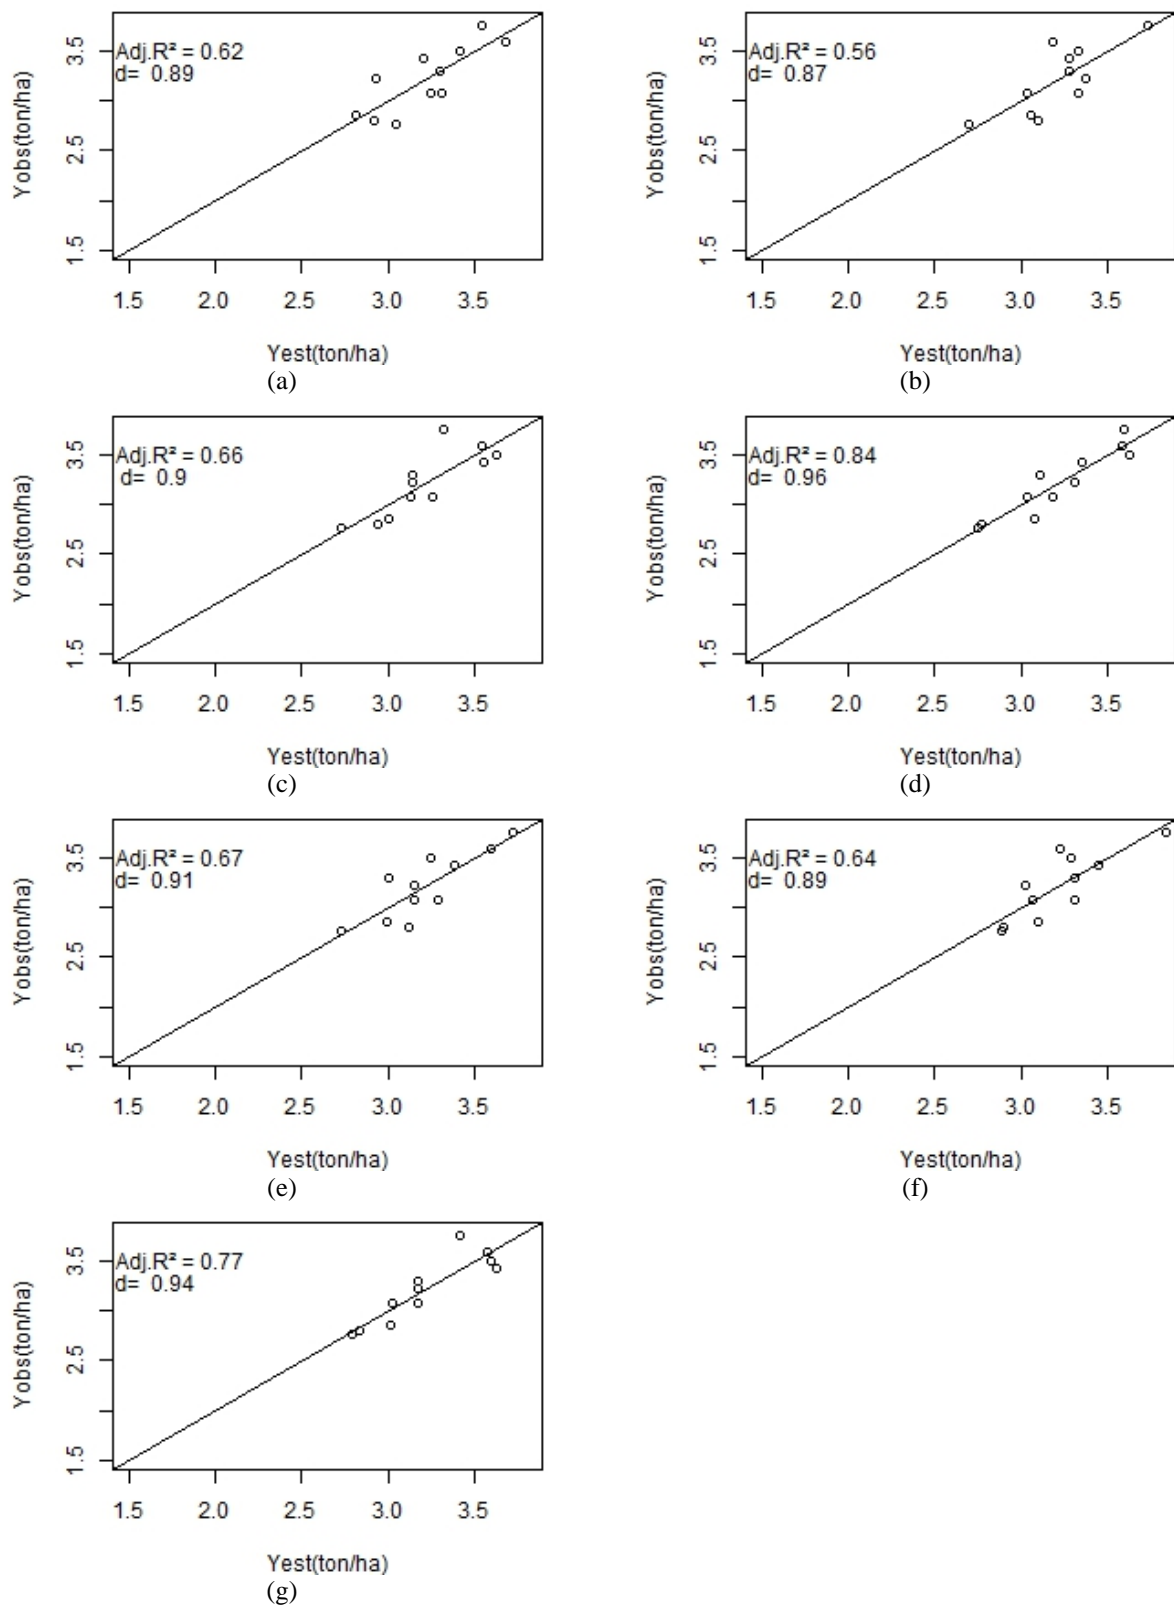 Adj.R² = 0.62
d= 0.89
Yobs(ton/ha)
3.5
2.5
1.5
1.5 2.0 2.5 3.0 3.5
Yest(ton/ha)
(a)
Adj.R² = 0.56
d= 0.87
Yobs(ton/ha)
3.5
2.5
1.5
1.5 2.0 2.5 3.0 3.5
Yest(ton/ha)
(b)
Adj.R² = 0.66
d= 0.9
Yobs(ton/ha)
3.5
2.5
1.5
1.5 2.0 2.5 3.0 3.5
Yest(ton/ha)
(c)
Adj.R² = 0.84
d= 0.96
Yobs(ton/ha)
3.5
2.5
1.5
1.5 2.0 2.5 3.0 3.5
Yest(ton/ha)
(d)
Adj.R² = 0.67
d= 0.91
Yobs(ton/ha)
3.5
2.5
1.5
1.5 2.0 2.5 3.0 3.5
Yest(ton/ha)
(e)
Adj.R² = 0.64
d= 0.89
Yobs(ton/ha)
3.5
2.5
1.5
1.5 2.0 2.5 3.0 3.5
Yest(ton/ha)
(f)
Adj.R² = 0.77
d= 0.94
Yobs(ton/ha)
3.5
2.5
1.5
1.5 2.0 2.5 3.0 3.5
Yest(ton/ha)
(g)